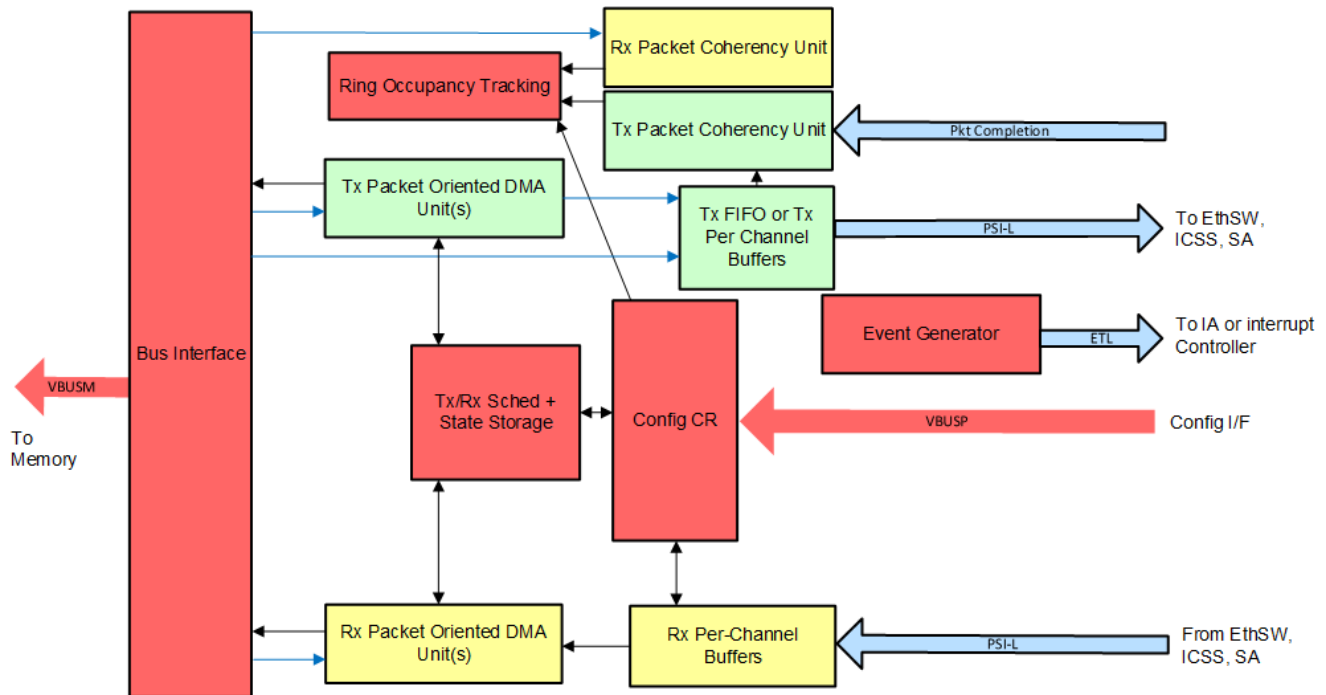 Rx Packet Coherency Unit
Ring Occupancy Tracking
Tx Packet Coherency Unit
Pkt Completion
Tx Packet Oriented DMA
Unit(s)
Tx FIFO or Tx
Per Channel
Buffers
PSI-L
To EthSW,
ICSS, SA
Event Generator
ETL
To IA or interrupt
Controller
Bus Interface
VBUSM
To
Memory
Tx/Rx Sched +
State Storage
Config CR
VBUSP
Config I/F
Rx Packet Oriented DMA
Unit(s)
Rx Per-Channel
Buffers
PSI-L
From EthSW,
ICSS, SA